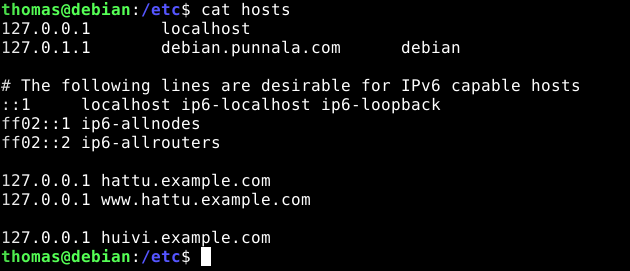 thomas@debian:/etc$ cat hosts
127.0.0.1 localhost
127.0.1.1 debian.punnala.com debian
# The following lines are desirable for IPv6 capable hosts
::1 localhost ip6-localhost ip6-loopback
ff02::1 ip6-allnodes
ff02::2 ip6-allrouters
127.0.0.1 hattu.example.com
127.0.0.1 www.hattu.example.com
127.0.0.1 huivi.example.com
thomas@debian:/etc$